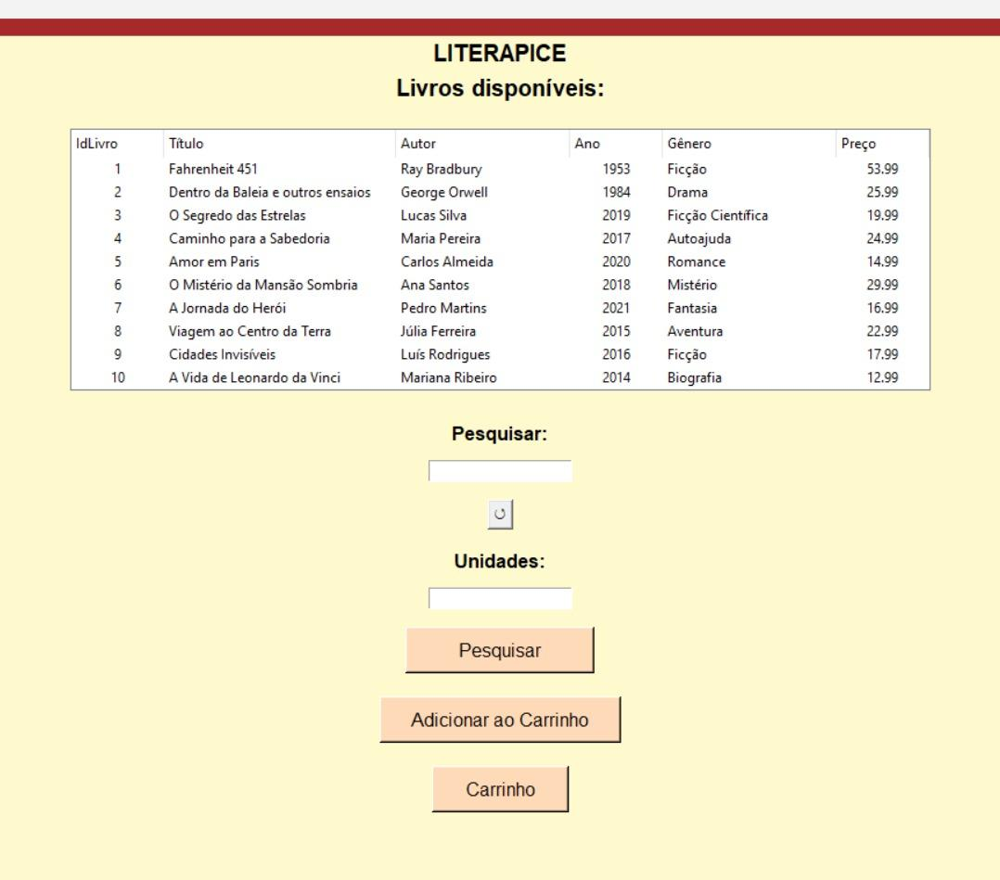 LITERAPICE
Livros disponíveis:
IdLivro Título Autor Ano Gênero Preço
1 Fahrenheit 451 Ray Bradbury 1953 Ficção 53.99
2 Dentro da Baleia e outros ensaios George Orwell 1984 Drama 25.99
3 O Segredo das Estrelas Lucas Silva 2019 Ficção Científica 19.99
4 Caminho para a Sabedoria Maria Pereira 2017 Autoajuda 24.99
5 Amor em Paris Carlos Almeida 2020 Romance 14.99
6 O Mistério da Mansão Sombria Ana Santos 2018 Mistério 29.99
7 A Jornada do Herói Pedro Martins 2021 Fantasia 16.99
8 Viagem ao Centro da Terra Júlia Ferreira 2015 Aventura 22.99
9 Cidades Invisíveis Luís Rodrigues 2016 Ficção 17.99
10 A Vida de Leonardo da Vinci Mariana Ribeiro 2014 Biografia 12.99
Pesquisar:
Unidades:
Pesquisar
Adicionar ao Carrinho
Carrinho